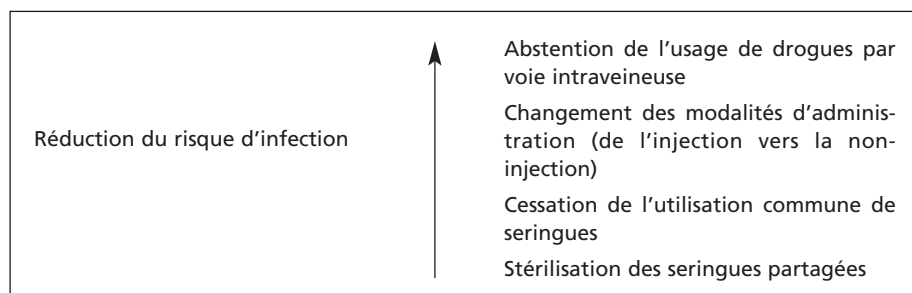 Réduction du risque d’infection
Abstention de l’usage de drogues par
voie intraveineuse
Changement des modalités d’adminis-
tration (de l’injection vers la non-
injection)
Cessation de l’utilisation commune de
seringues
Stérilisation des seringues partagées